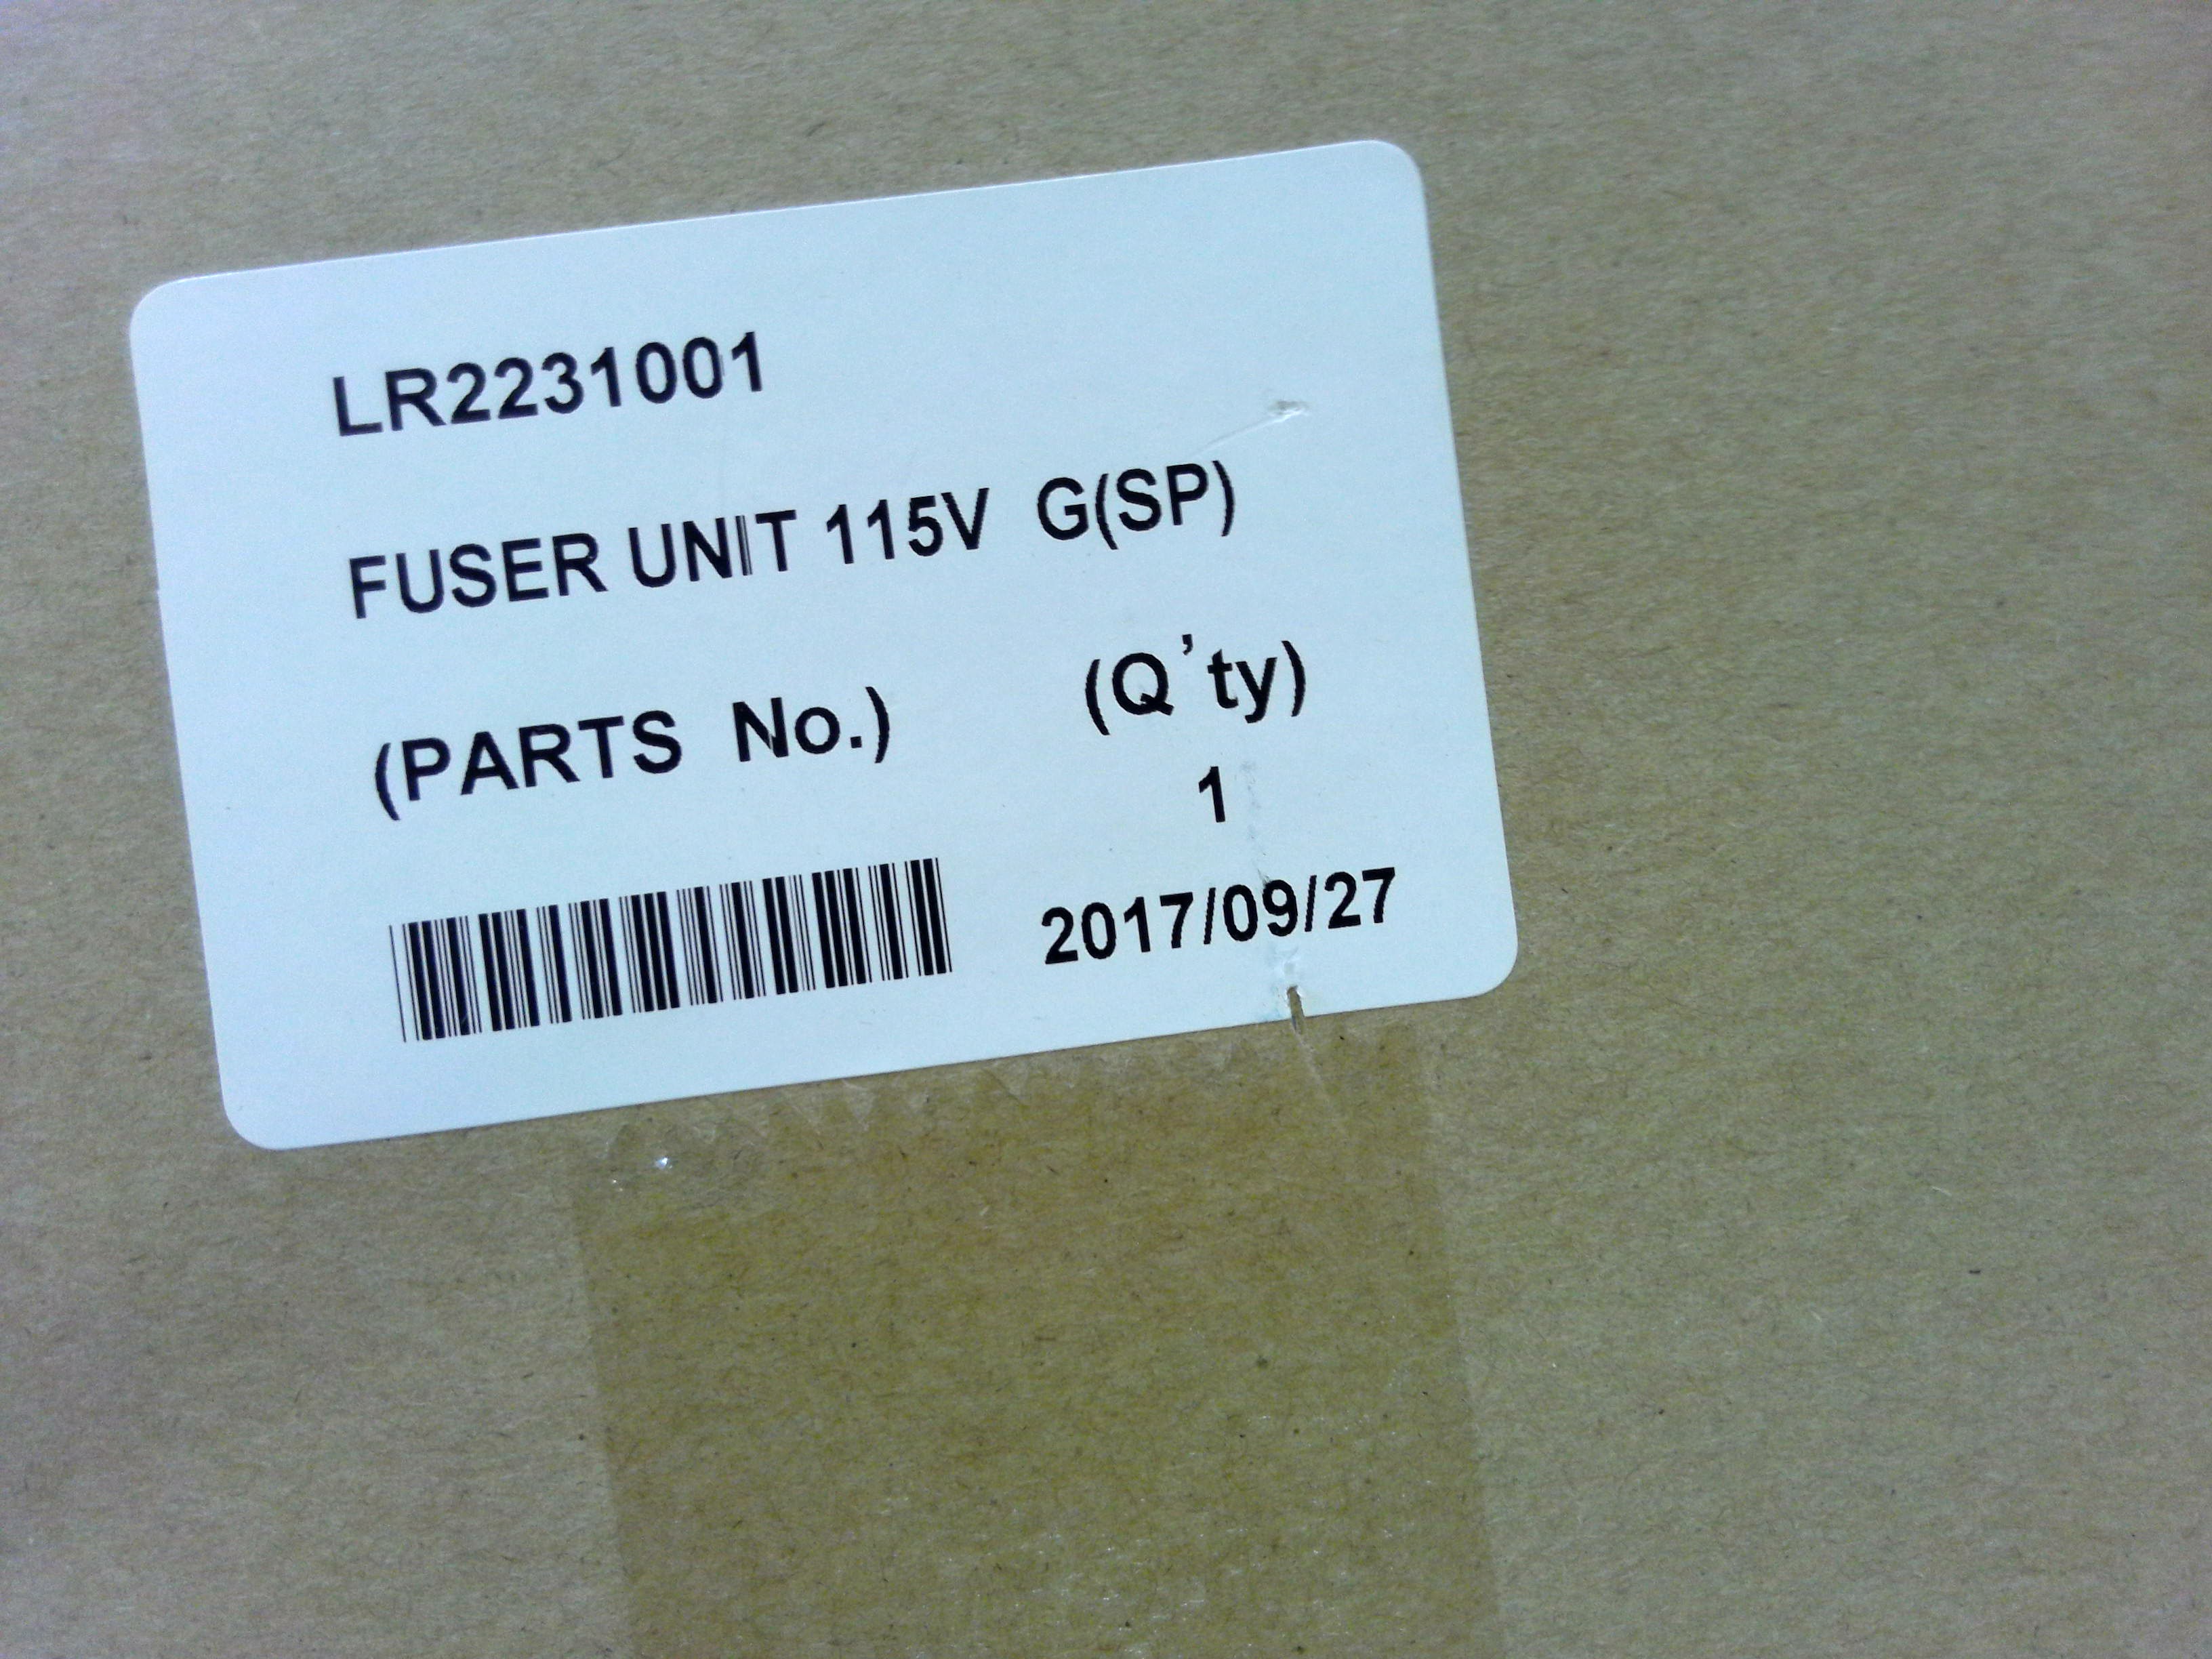 LR2231001
FUSER UNIT 115V G(SP)
(PARTS No.) (Q'ty)
1
2017/09/27